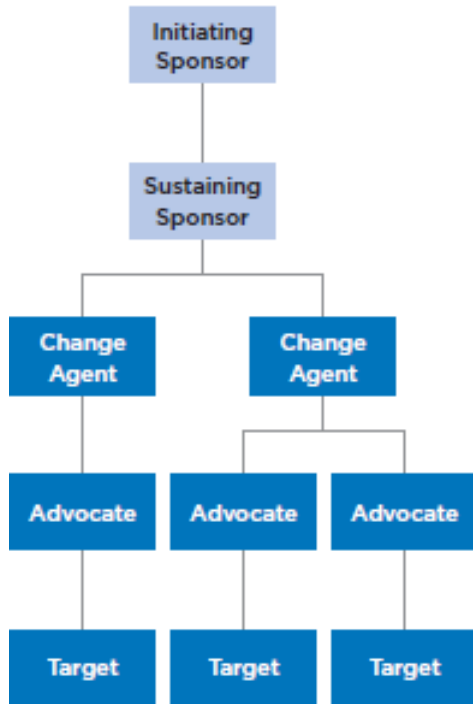 Initiating
Sponsor
Sustaining
Sponsor
Change
Agent
Change
Agent
Advocate
Advocate
Advocate
Target
Target
Target